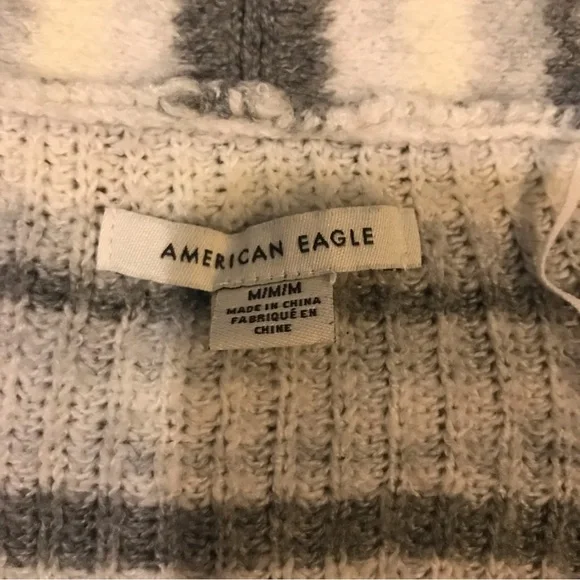 AMERICAN EAGLE
M/M/M
MADE IN CHINA
FABRIQUÉ EN
CHINE